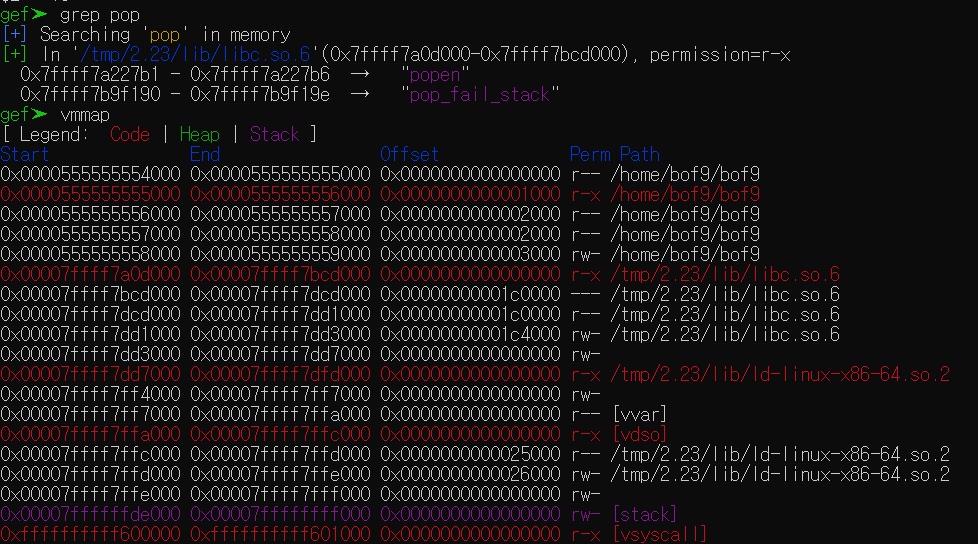 gef➤ grep pop
[+] Searching 'pop' in memory
[+] In '/tmp/2.23/lib/libc.so.6'(0x7ffff7a0d000-0x7ffff7bcd000), permission=r-x
0x7ffff7a227b1 - 0x7ffff7a227b6 → "popen"
0x7ffff7b9f190 - 0x7ffff7b9f19e → "pop_fail_stack"
gef➤ vmmap
[ Legend: Code | Heap | Stack ]
Start End Offset Perm Path
0x0000555555554000 0x0000555555555000 0x0000000000000000 r-- /home/bof9/bof9
0x0000555555555000 0x0000555555556000 0x0000000000001000 r-x /home/bof9/bof9
0x0000555555556000 0x0000555555557000 0x0000000000002000 r-- /home/bof9/bof9
0x0000555555557000 0x0000555555558000 0x0000000000002000 r-- /home/bof9/bof9
0x0000555555558000 0x0000555555559000 0x0000000000003000 rw- /home/bof9/bof9
0x00007ffff7a0d000 0x00007ffff7bcd000 0x0000000000000000 r-x /tmp/2.23/lib/libc.so.6
0x00007ffff7bcd000 0x00007ffff7dcd000 0x00000000001c0000 --- /tmp/2.23/lib/libc.so.6
0x00007ffff7dcd000 0x00007ffff7dd1000 0x00000000001c0000 r-- /tmp/2.23/lib/libc.so.6
0x00007ffff7dd1000 0x00007ffff7dd3000 0x00000000001c4000 rw- /tmp/2.23/lib/libc.so.6
0x00007ffff7dd3000 0x00007ffff7dd7000 0x0000000000000000 rw-
0x00007ffff7dd7000 0x00007ffff7dfd000 0x0000000000000000 r-x /tmp/2.23/lib/ld-linux-x86-64.so.2
0x00007ffff7ff4000 0x00007ffff7ff7000 0x0000000000000000 rw-
0x00007ffff7ff7000 0x00007ffff7ffa000 0x0000000000000000 r-- [vvar]
0x00007ffff7ffa000 0x00007ffff7ffc000 0x0000000000000000 r-x [vdso]
0x00007ffff7ffc000 0x00007ffff7ffd000 0x0000000000025000 r-- /tmp/2.23/lib/ld-linux-x86-64.so.2
0x00007ffff7ffd000 0x00007ffff7ffe000 0x0000000000026000 rw- /tmp/2.23/lib/ld-linux-x86-64.so.2
0x00007ffff7ffe000 0x00007ffff7fff000 0x0000000000000000 rw-
0x00007ffffffde000 0x00007ffffffff000 0x0000000000000000 rw- [stack]
0xffffffffff600000 0xffffffffff601000 0x0000000000000000 r-x [vsyscall]